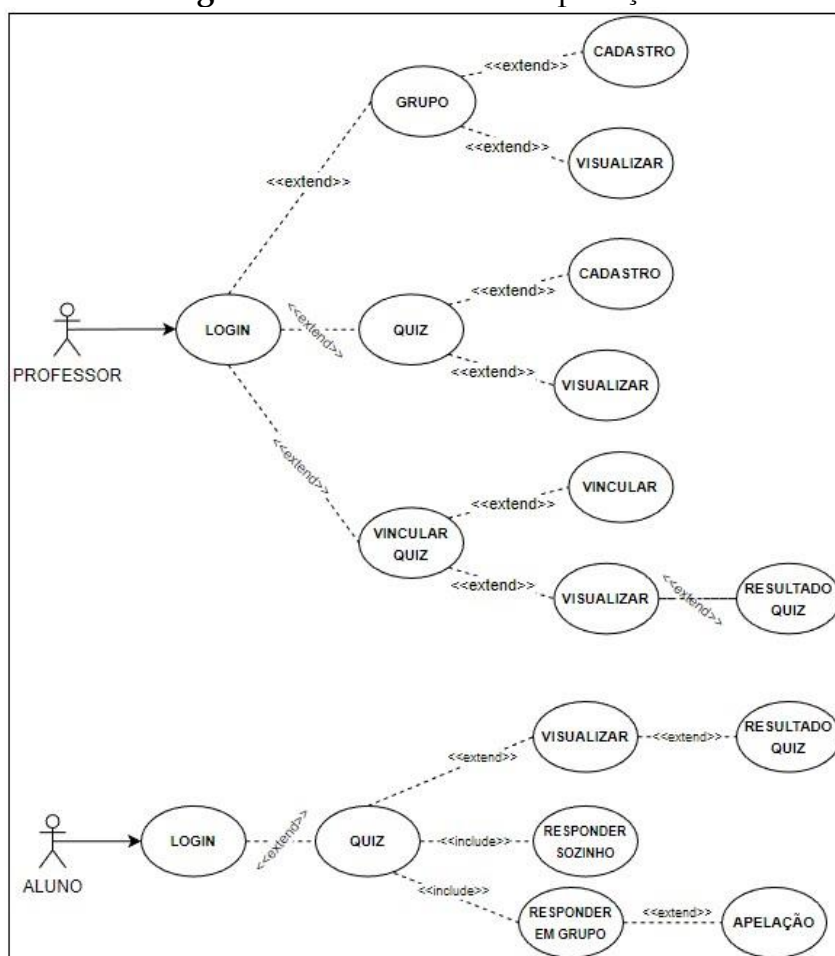 CADASTRO
<<extend>>
GRUPO
<<extend>>
VISUALIZAR
<<extend>>
CADASTRO
<<extend>>
LOGIN
<<extend>>
QUIZ
PROFESSOR
<<extend>>
VISUALIZAR
<<extend>>
VINCULAR
<<extend>>
VINCULAR
QUIZ
<<extend>>
VISUALIZAR
<<extend>>
RESULTADO
QUIZ
VISUALIZAR
<<extend>>
RESULTADO
QUIZ
<<extend>>
LOGIN
<<extend>>
QUIZ
<<include>>
RESPONDER
SOZINHO
ALUNO
<<include>>
RESPONDER
EM GRUPO
<<extend>>
APELAÇÃO